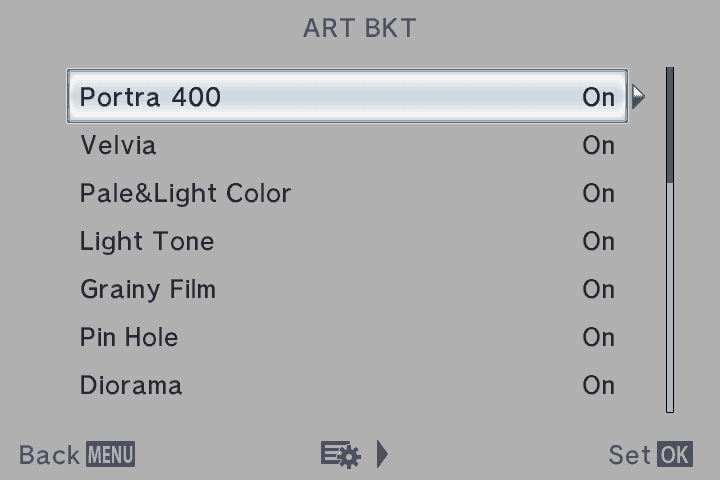 ART BKT
Portra 400 On
Velvia On
Pale&Light Color On
Light Tone On
Grainy Film On
Pin Hole On
Diorama On
Back MENU Set OK